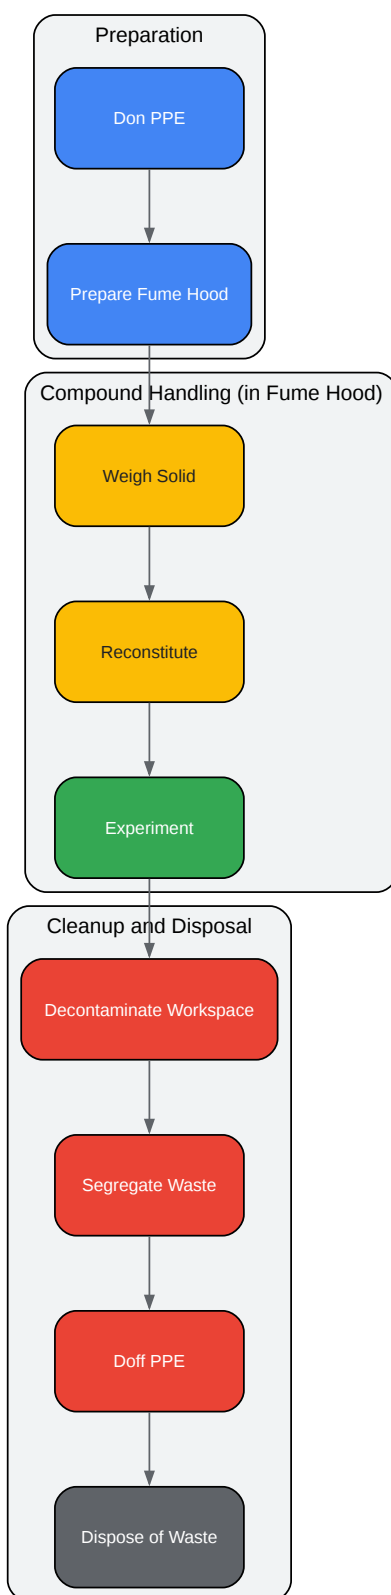 Preparation
Don PPE
Prepare Fume Hood
Compound Handling (in Fume Hood)
Weigh Solid
Reconstitute
Experiment
Cleanup and Disposal
Decontaminate Workspace
Segregate Waste
Doff PPE
Dispose of Waste